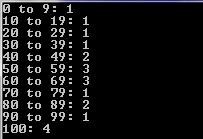 0 to 9: 1
10 to 19: 1
20 to 29: 1
30 to 39: 1
40 to 49: 2
50 to 59: 3
60 to 69: 3
70 to 79: 1
80 to 89: 2
90 to 99: 1
100: 4